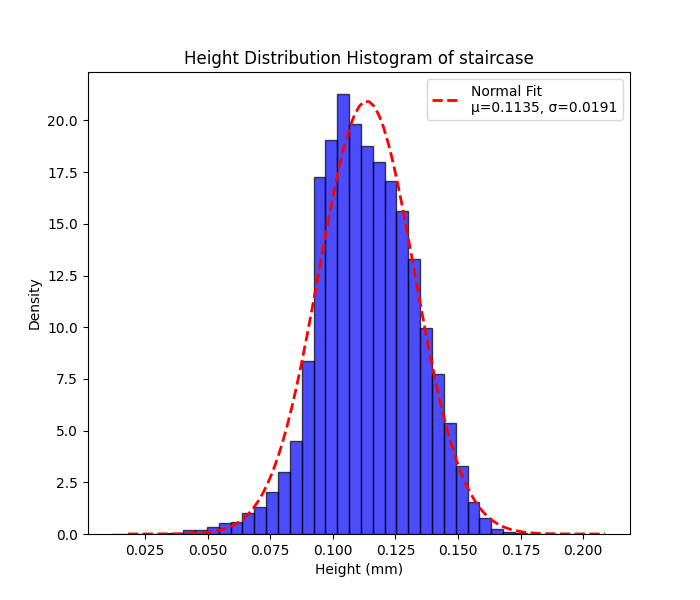 Height Distribution Histogram of staircase
Normal Fit
μ=0.1135, σ=0.0191
20.0
17.5
15.0
12.5
10.0
7.5
5.0
2.5
0.0
Density
0.025 0.050 0.075 0.100 0.125 0.150 0.175 0.200
Height (mm)